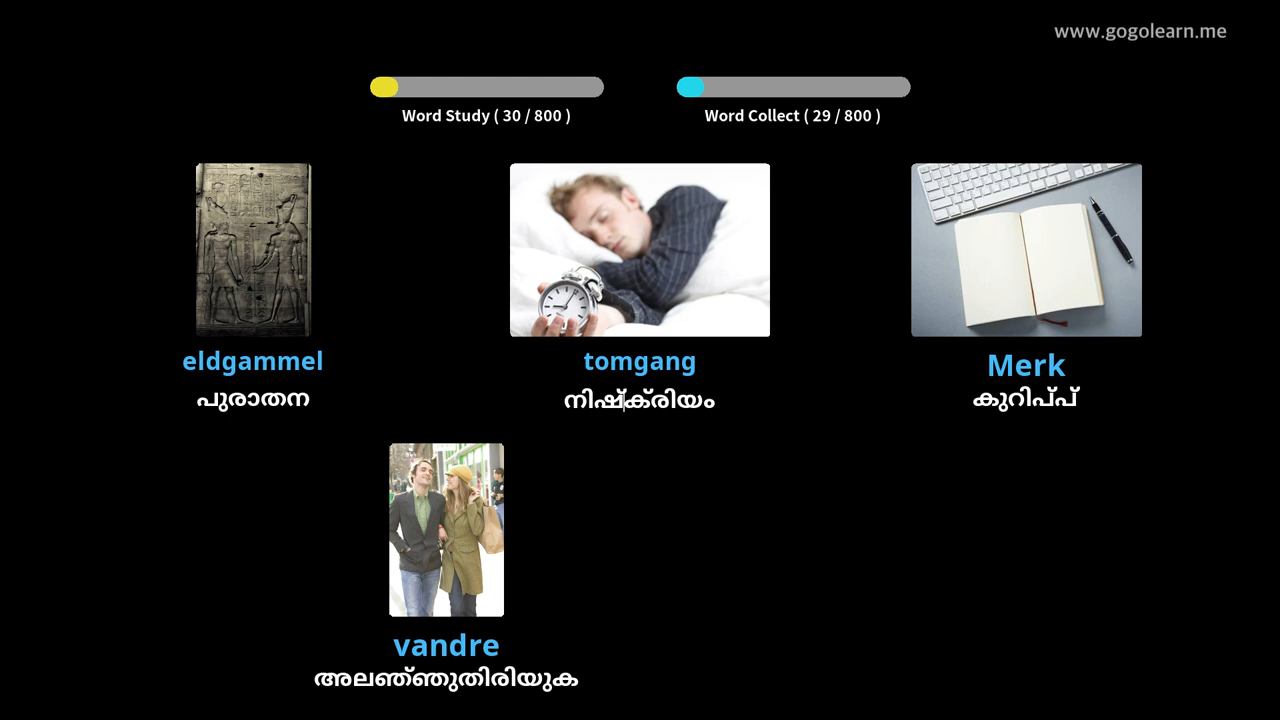 www.gogolearn.me
Word Study ( 30 / 800 )
Word Collect ( 29 / 800 )
eldgammel
പുരാതന
tomgang
നിഷ്ക്രിയം
Merk
കുറിപ്പ്
vandre
അലഞ്ഞുതിരിയുക